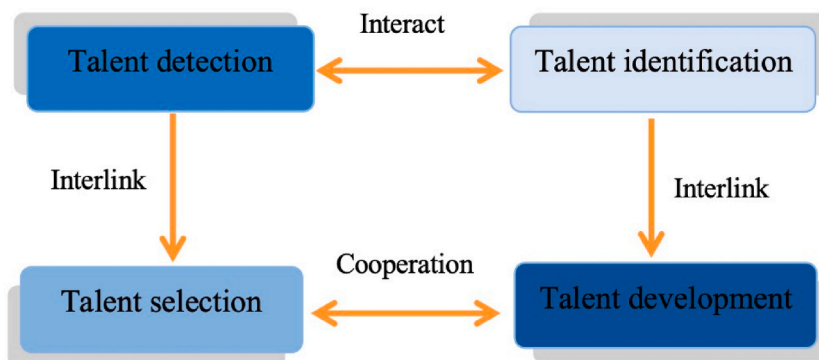 Interact
Talent detection
Talent identification
Interlink
Interlink
Cooperation
Talent selection
Talent development